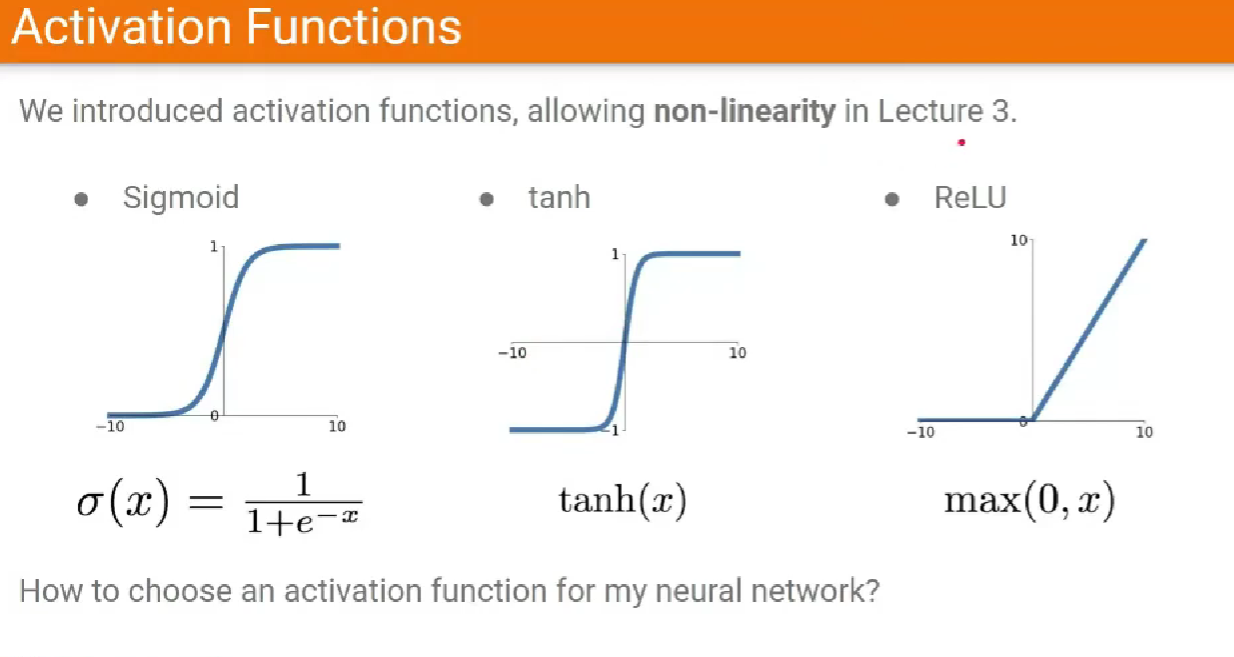 Activation Functions
We introduced activation functions, allowing non-linearity in Lecture 3.
• Sigmoid
• tanh
• ReLU
1
0
−10
10
1
−10
10
−1
10
0
−10
10
σ(x) = 1/(1+e^{−x})
tanh(x)
max(0, x)
How to choose an activation function for my neural network?